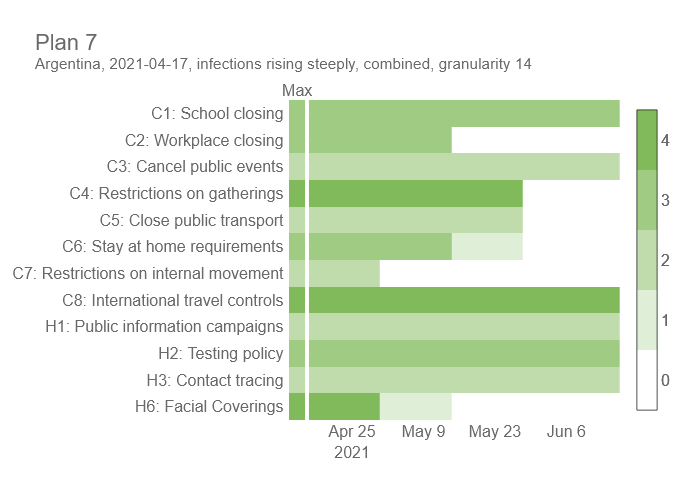 Plan 7
Argentina, 2021-04-17, infections rising steeply, combined, granularity 14
Max
C1: School closing
C2: Workplace closing
C3: Cancel public events
C4: Restrictions on gatherings
C5: Close public transport
C6: Stay at home requirements
C7: Restrictions on internal movement
C8: International travel controls
H1: Public information campaigns
H2: Testing policy
H3: Contact tracing
H6: Facial Coverings
Apr 25 May 9 May 23 Jun 6
2021
4
3
2
1
0